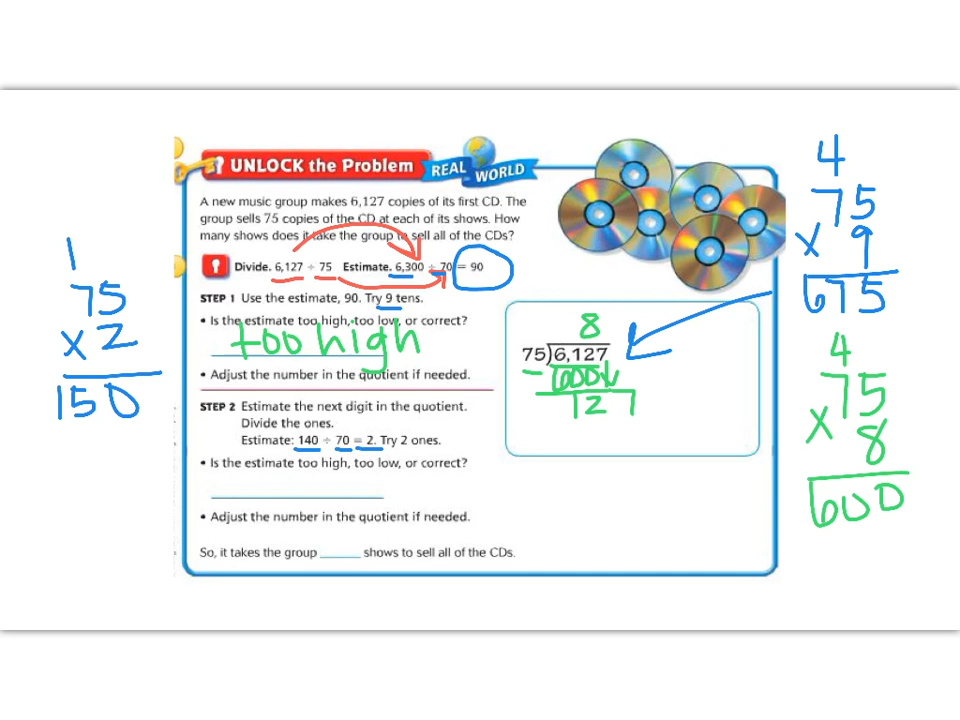 UNLOCK the Problem REAL WORLD
A new music group makes 6,127 copies of its first CD. The
group sells 75 copies of the CD at each of its shows. How
many shows does it take the group to sell all of the CDs?
Divide. 6,127 ÷ 75 Estimate. 6,300 ÷ 70 = 90
STEP 1 Use the estimate, 90. Try 9 tens.
• Is the estimate too high, too low, or correct?
too high
• Adjust the number in the quotient if needed.
STEP 2 Estimate the next digit in the quotient.
Divide the ones.
Estimate: 140 ÷ 70 = 2. Try 2 ones.
• Is the estimate too high, too low, or correct?
• Adjust the number in the quotient if needed.
So, it takes the group ______ shows to sell all of the CDs.
8
75)6,127
- 600
127
1
75
x 2
150
4
75
x 9
675
4
75
x 8
600